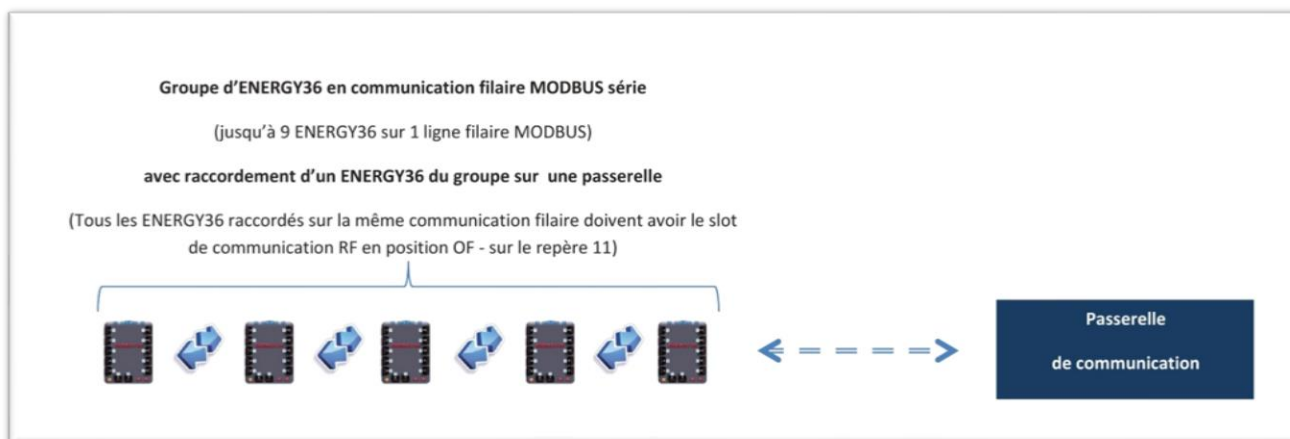 Groupe d'ENERGY36 en communication filaire MODBUS série
(jusqu'à 9 ENERGY36 sur 1 ligne filaire MODBUS)
avec raccordement d'un ENERGY36 du groupe sur une passerelle
(Tous les ENERGY36 raccordés sur la même communication filaire doivent avoir le slot
de communication RF en position OF - sur le repère 11)
Passerelle
de communication